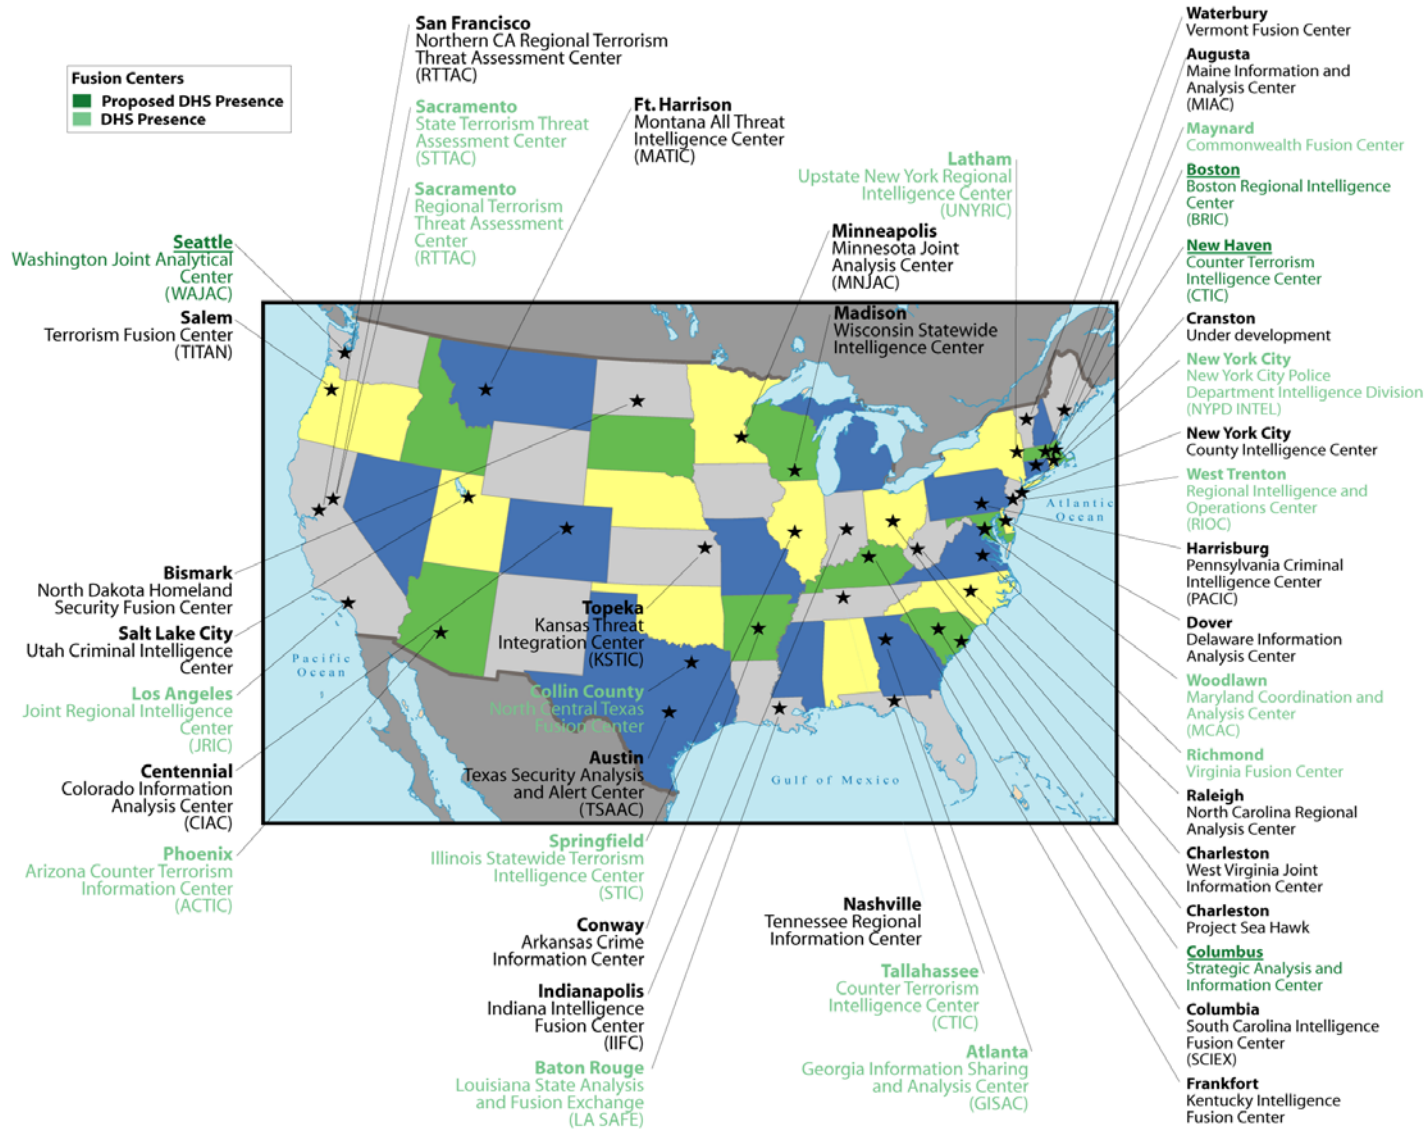 Fusion Centers
Proposed DHS Presence
DHS Presence
San Francisco
Northern CA Regional Terrorism
Threat Assessment Center
(RTTAC)
Sacramento
State Terrorism Threat
Assessment Center
(STTAC)
Sacramento
Regional Terrorism
Threat Assessment
Center
(RTTAC)
Ft. Harrison
Montana All Threat
Intelligence Center
(MATIC)
Latham
Upstate New York Regional
Intelligence Center
(UNYRIC)
Minneapolis
Minnesota Joint
Analysis Center
(MNJAC)
Madison
Wisconsin Statewide
Intelligence Center
Seattle
Washington Joint Analytical
Center
(WAJAC)
Salem
Terrorism Fusion Center
(TITAN)
Bismark
North Dakota Homeland
Security Fusion Center
Salt Lake City
Utah Criminal Intelligence
Center
Los Angeles
Joint Regional Intelligence
Center
(JRIC)
Centennial
Colorado Information
Analysis Center
(CIAC)
Phoenix
Arizona Counter Terrorism
Information Center
(ACTIC)
Pacific
Ocean
Topeka
Kansas Threat
Integration Center
(KSTIC)
Collin County
North Central Texas
Fusion Center
Austin
Texas Security Analysis
and Alert Center
(TSAAC)
Gulf of Mexico
Atlantic
Ocean
Springfield
Illinois Statewide Terrorism
Intelligence Center
(STIC)
Conway
Arkansas Crime
Information Center
Indianapolis
Indiana Intelligence
Fusion Center
(IIFC)
Baton Rouge
Louisiana State Analysis
and Fusion Exchange
(LA SAFE)
Nashville
Tennessee Regional
Information Center
Tallahassee
Counter Terrorism
Intelligence Center
(CTIC)
Atlanta
Georgia Information Sharing
and Analysis Center
(GISAC)
Waterbury
Vermont Fusion Center
Augusta
Maine Information and
Analysis Center
(MIAC)
Maynard
Commonwealth Fusion Center
Boston
Boston Regional Intelligence
Center
(BRIC)
New Haven
Counter Terrorism
Intelligence Center
(CTIC)
Cranston
Under development
New York City
New York City Police
Department Intelligence Division
(NYPD INTEL)
New York City
County Intelligence Center
West Trenton
Regional Intelligence and
Operations Center
(RIOC)
Harrisburg
Pennsylvania Criminal
Intelligence Center
(PACIC)
Dover
Delaware Information
Analysis Center
Woodlawn
Maryland Coordination and
Analysis Center
(MCAC)
Richmond
Virginia Fusion Center
Raleigh
North Carolina Regional
Analysis Center
Charleston
West Virginia Joint
Information Center
Charleston
Project Sea Hawk
Columbus
Strategic Analysis and
Information Center
Columbia
South Carolina Intelligence
Fusion Center
(SCIEX)
Frankfort
Kentucky Intelligence
Fusion Center